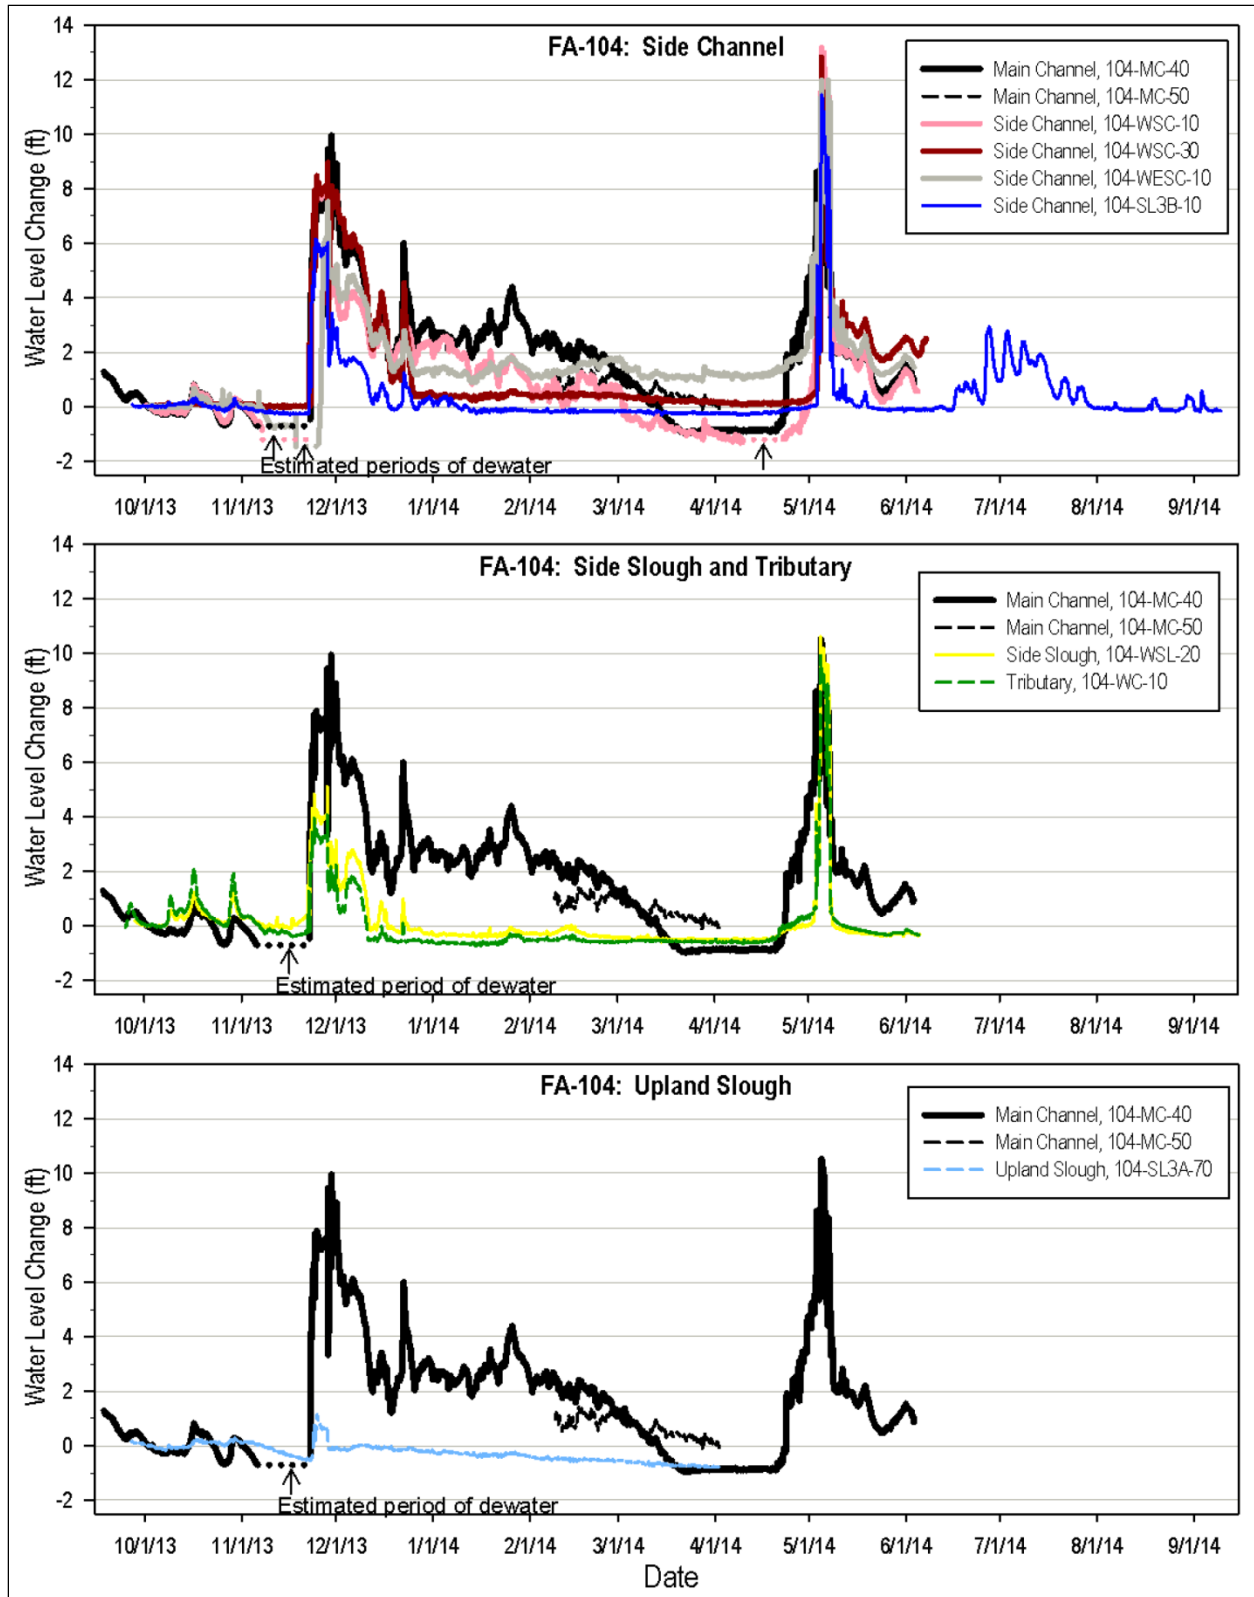 FA-104: Side Channel
Main Channel, 104-MC-40
Main Channel, 104-MC-50
Side Channel, 104-WSC-10
Side Channel, 104-WSC-30
Side Channel, 104-WESC-10
Side Channel, 104-SL3B-10
Water Level Change (ft)
14
12
10
8
6
4
2
0
-2
Estimated periods of dewater
10/1/13 11/1/13 12/1/13 1/1/14 2/1/14 3/1/14 4/1/14 5/1/14 6/1/14 7/1/14 8/1/14 9/1/14
FA-104: Side Slough and Tributary
Main Channel, 104-MC-40
Main Channel, 104-MC-50
Side Slough, 104-WSL-20
Tributary, 104-WC-10
Water Level Change (ft)
14
12
10
8
6
4
2
0
-2
Estimated period of dewater
10/1/13 11/1/13 12/1/13 1/1/14 2/1/14 3/1/14 4/1/14 5/1/14 6/1/14 7/1/14 8/1/14 9/1/14
FA-104: Upland Slough
Main Channel, 104-MC-40
Main Channel, 104-MC-50
Upland Slough, 104-SL3A-70
Water Level Change (ft)
14
12
10
8
6
4
2
0
-2
Estimated period of dewater
10/1/13 11/1/13 12/1/13 1/1/14 2/1/14 3/1/14 4/1/14 5/1/14 6/1/14 7/1/14 8/1/14 9/1/14
Date